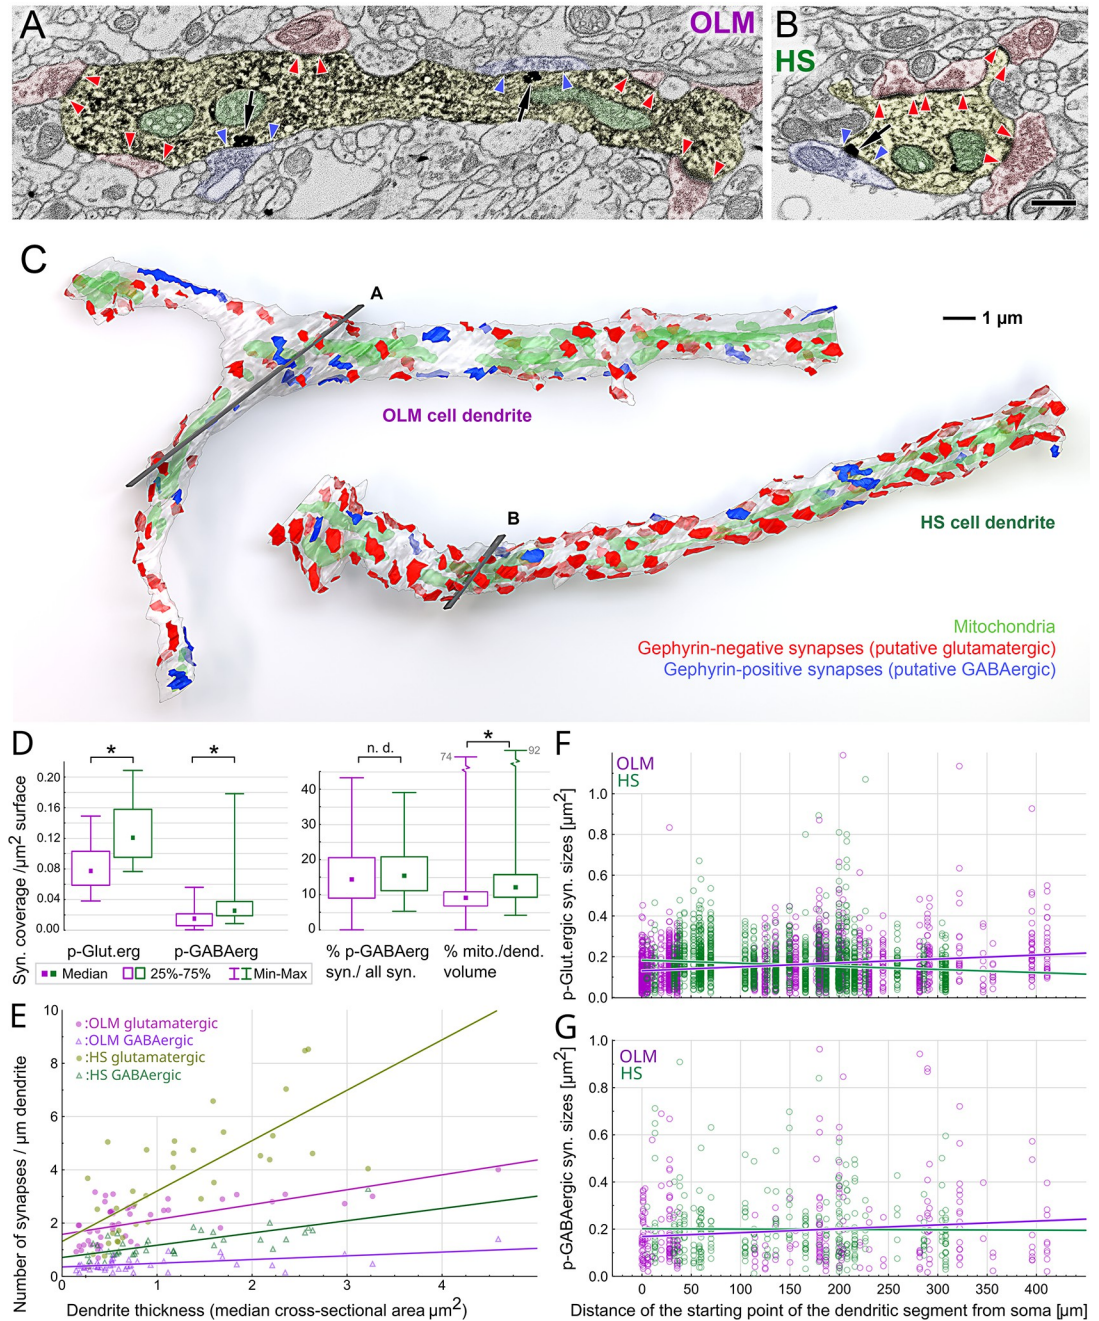 A
OLM
B
HS
C
A
1 µm
OLM cell dendrite
B
HS cell dendrite
Mitochondria
Gephyrin-negative synapses (putative glutamatergic)
Gephyrin-positive synapses (putative GABAergic)
D
Syn. coverage /µm² surface
0.20
0.16
0.12
0.08
0.04
0.00
*
*
p-Glut.erg
p-GABAerg
n. d.
*
74
92
40
30
20
10
0
% p-GABAerg
syn./ all syn.
% mito./dend.
volume
Median
25%-75%
Min-Max
E
Number of synapses / µm dendrite
:OLM glutamatergic
:OLM GABAergic
:HS glutamatergic
:HS GABAergic
10
8
6
4
2
0
0
1
2
3
4
Dendrite thickness (median cross-sectional area µm²)
F
OLM
HS
p-Glut.ergic syn. sizes [µm²]
1.0
0.8
0.6
0.4
0.2
0.0
G
OLM
HS
p-GABAergic syn. sizes [µm²]
1.0
0.8
0.6
0.4
0.2
0.0
0
50
100
150
200
250
300
350
400
Distance of the starting point of the dendritic segment from soma [µm]